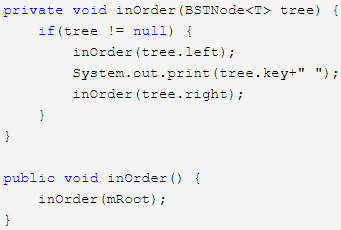 private void inOrder(BSTNode<T> tree) {
    if(tree != null) {
        inOrder(tree.left);
        System.out.print(tree.key+" ");
        inOrder(tree.right);
    }
}

public void inOrder() {
    inOrder(mRoot);
}